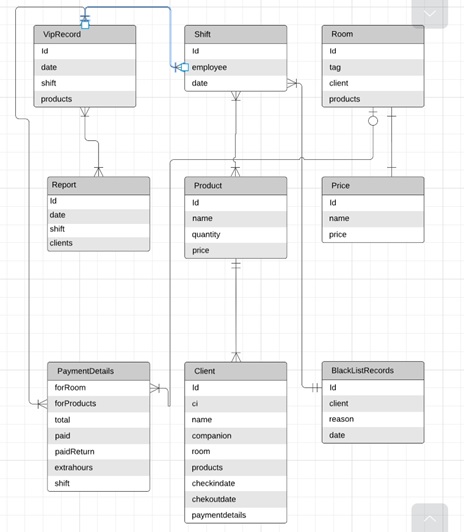 VipRecord
Id
date
shift
products
Shift
Id
employee
date
Room
Id
tag
client
products
Report
Id
date
shift
clients
Product
Id
name
quantity
price
Price
Id
name
price
PaymentDetails
forRoom
forProducts
total
paid
paidReturn
extrahours
shift
Client
Id
ci
name
companion
room
products
checkindate
chekoutdate
paymentdetails
BlackListRecords
Id
client
reason
date